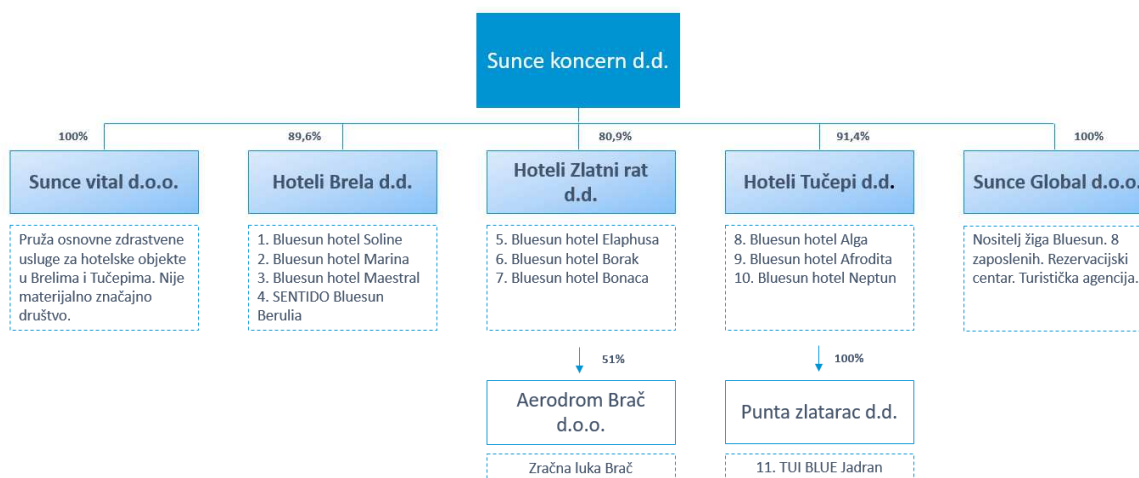 Sunce koncern d.d.
100%
89,6%
80,9%
91,4%
100%
Sunce vital d.o.o.
Hoteli Brela d.d.
Hoteli Zlatni rat
d.d.
Hoteli Tučepi d.d.
Sunce Global d.o.o.
Pruža osnovne zdrastvene
usluge za hotelske objekte
u Brelima i Tučepima. Nije
materijalno značajno
društvo.
1. Bluesun hotel Soline
2. Bluesun hotel Marina
3. Bluesun hotel Maestral
4. SENTIDO Bluesun
Berulia
5. Bluesun hotel Elaphusa
6. Bluesun hotel Borak
7. Bluesun hotel Bonaca
8. Bluesun hotel Alga
9. Bluesun hotel Afrodita
10. Bluesun hotel Neptun
Nositelj žiga Bluesun. 8
zaposlenih. Rezervacijski
centar. Turistička agencija.
51%
100%
Aerodrom Brač
d.o.o.
Punta zlatarac d.d.
Zračna luka Brač
11. TUI BLUE Jadran